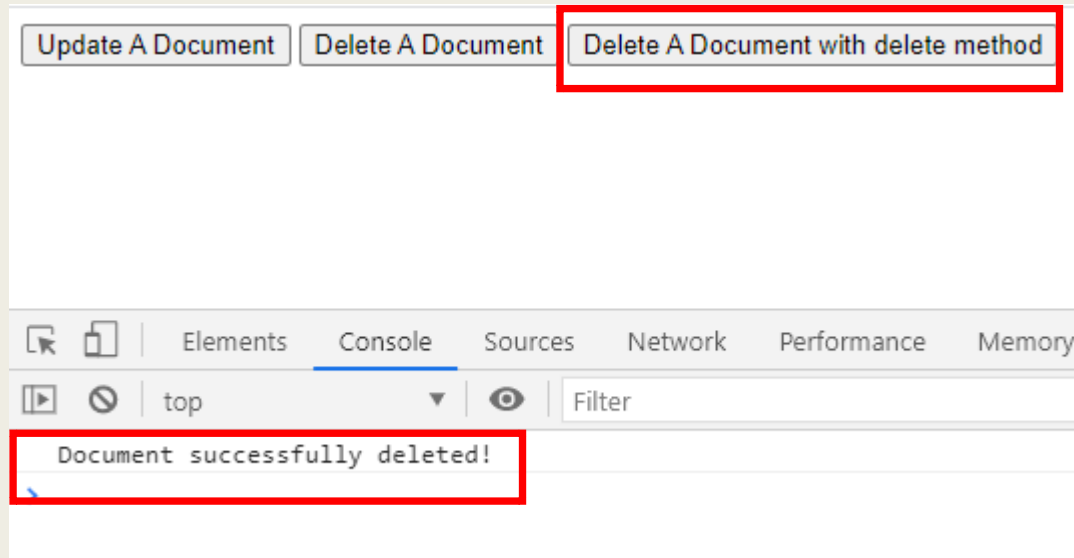 Update A Document Delete A Document Delete A Document with delete method
Elements Console Sources Network Performance Memory
top Filter
Document successfully deleted!